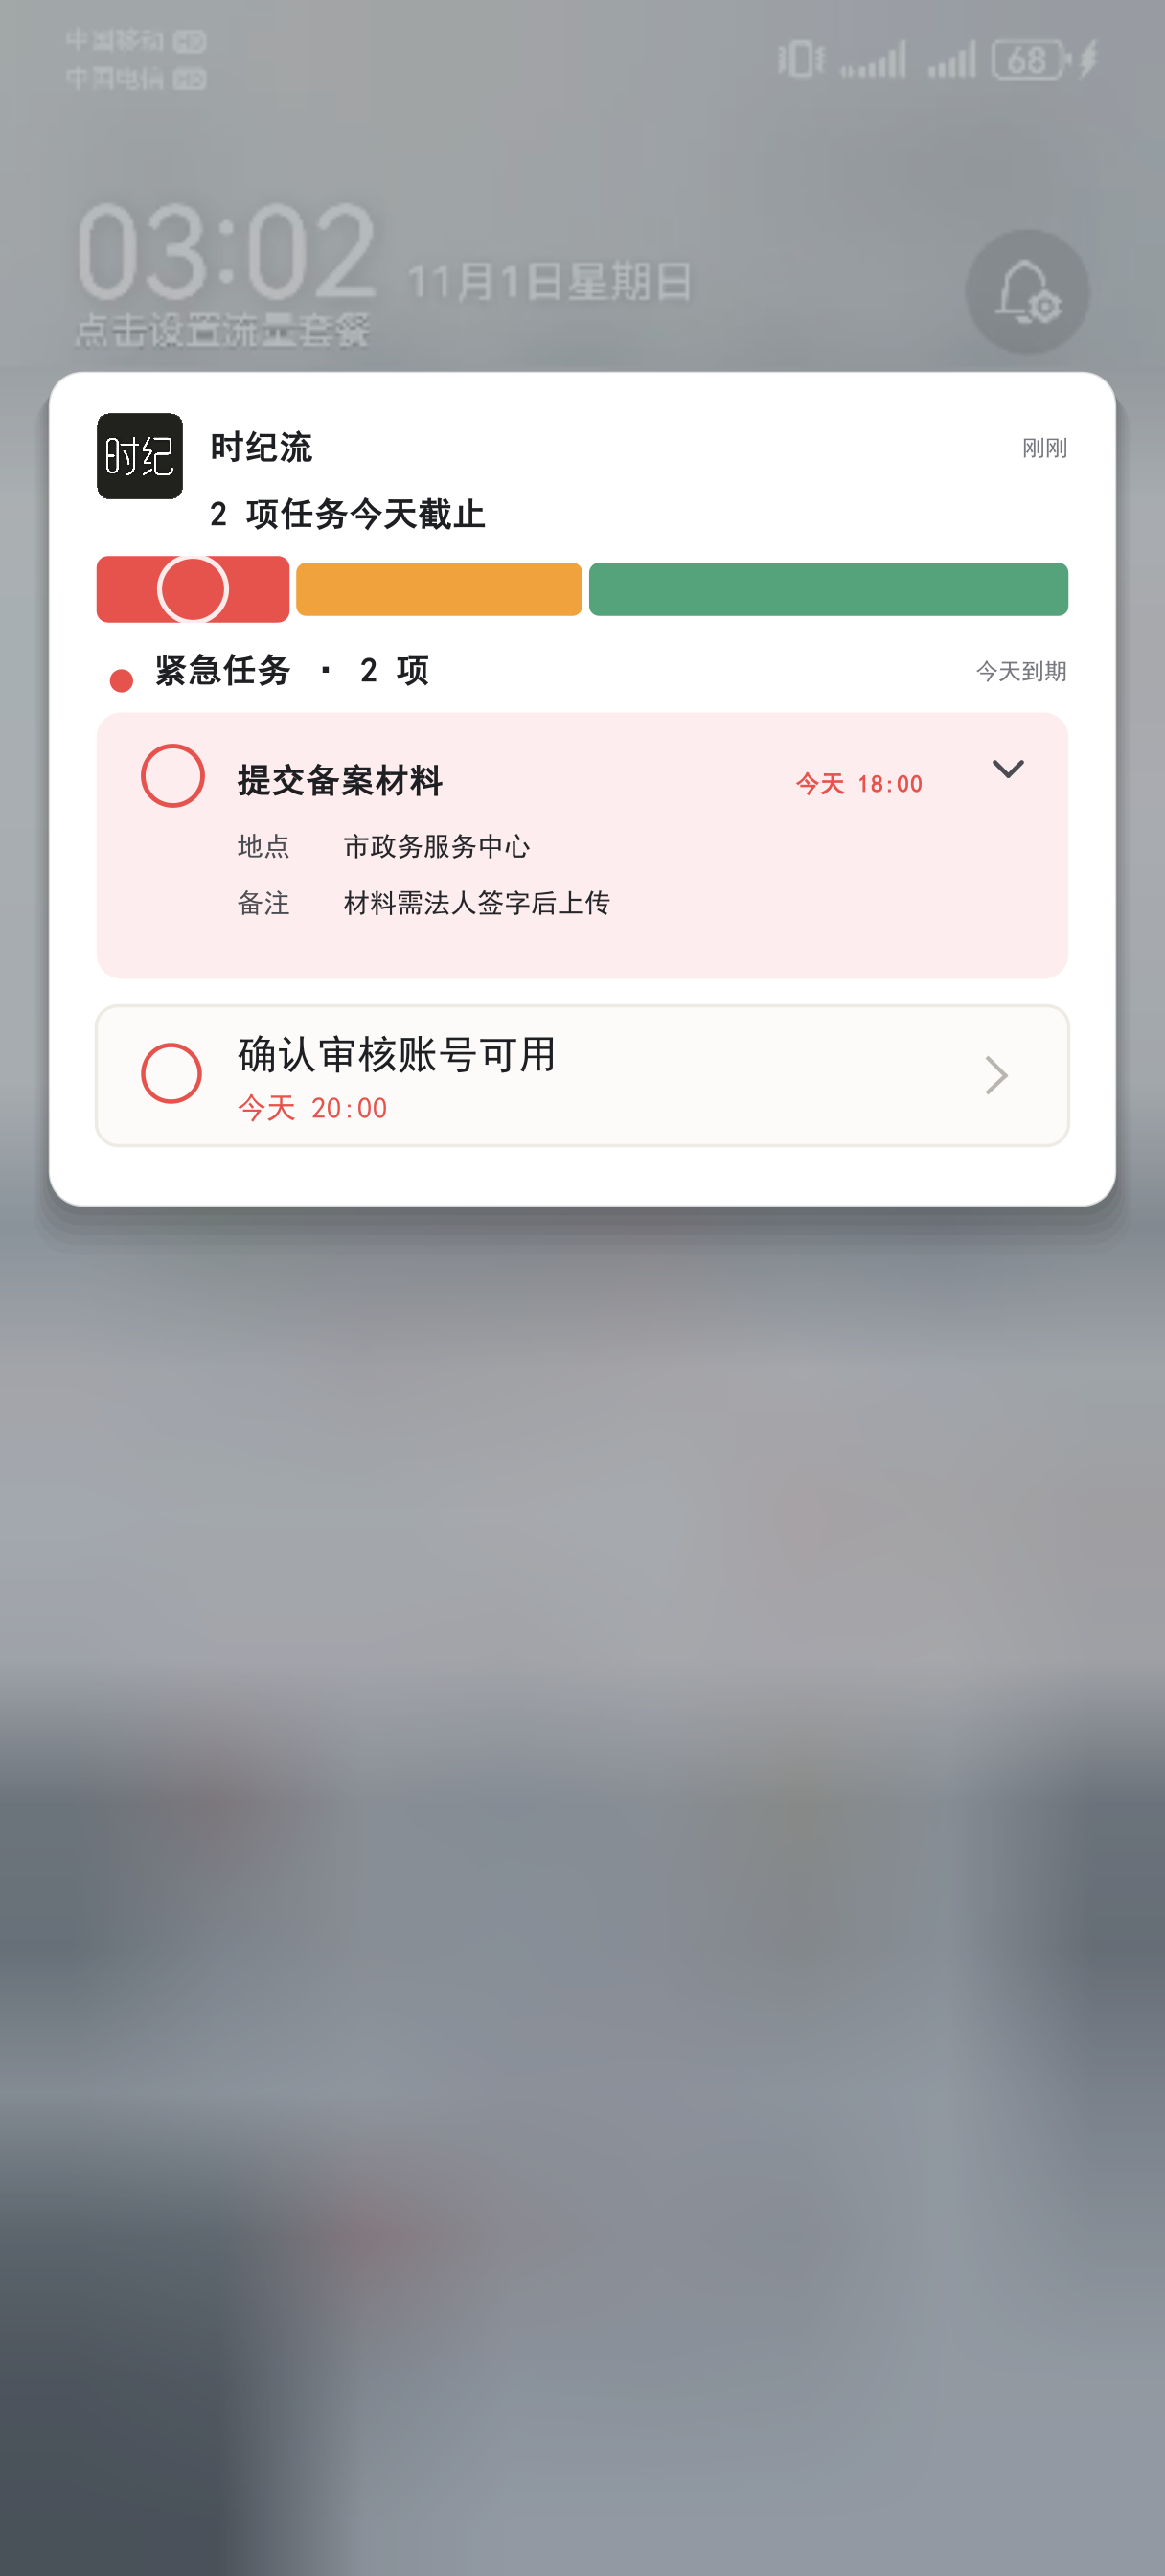 中国移动 HD
中国电信 HD
68
03:02 11月1日星期日
点击设置流量套餐
时纪
时纪流 刚刚
2 项任务今天截止
紧急任务 · 2 项 今天到期
提交备案材料 今天 18:00
地点 市政务服务中心
备注 材料需法人签字后上传
确认审核账号可用
今天 20:00